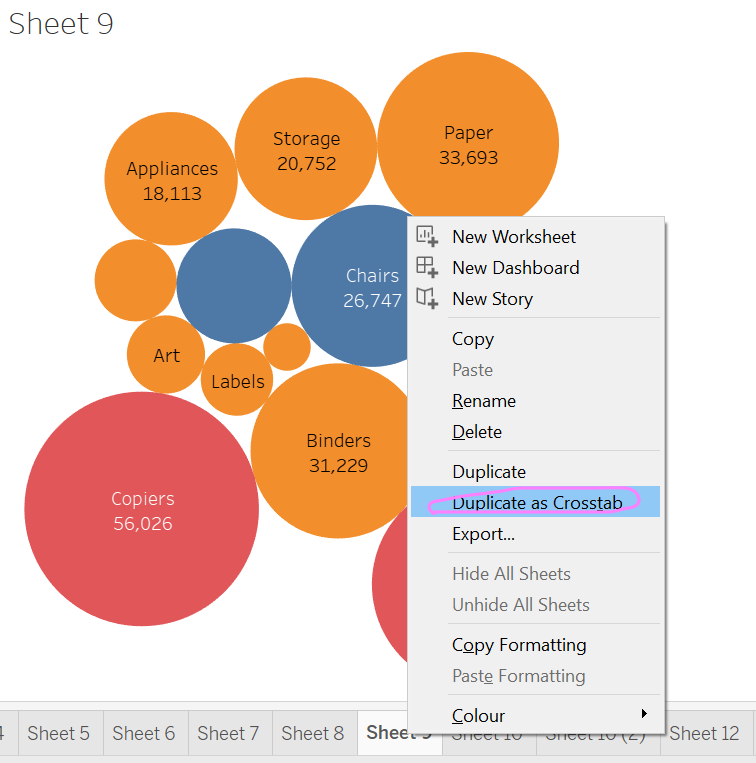 Sheet 9
Paper
33,693
Storage
20,752
Appliances
18,113
Chairs
26,747
Art
Labels
Binders
31,229
Copiers
56,026
New Worksheet
New Dashboard
New Story
Copy
Paste
Rename
Delete
Duplicate
Duplicate as Crosstab
Export...
Hide All Sheets
Unhide All Sheets
Copy Formatting
Paste Formatting
Colour
4 Sheet 5 Sheet 6 Sheet 7 Sheet 8 Sheet 9 Sheet 10 Sheet 10 (2) Sheet 12